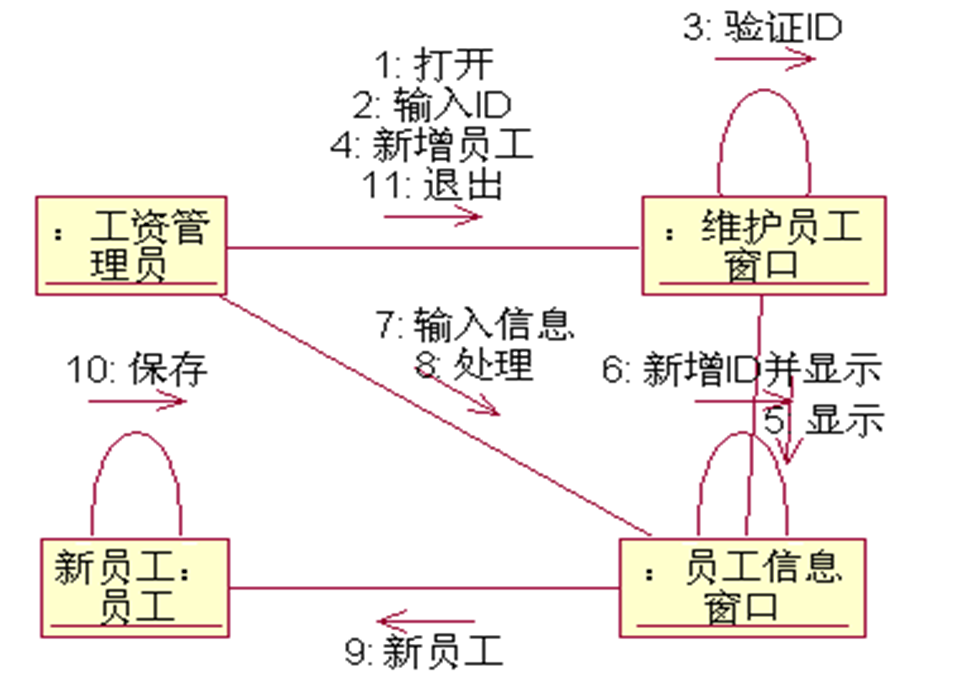 3: 验证ID
1: 打开
2: 输入ID
4: 新增员工
11: 退出
：工资管
理员
：维护员工
窗口
7: 输入信息
8: 处理
10: 保存
6: 新增ID并显示
5: 显示
新员工：
员工
：员工信息
窗口
9: 新员工